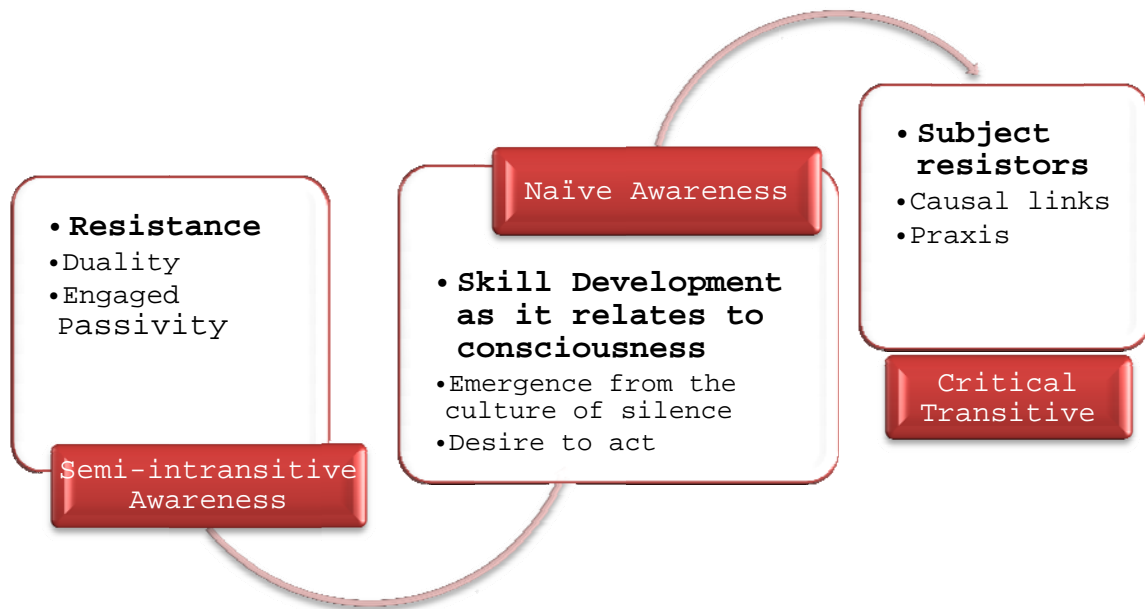 • Resistance
• Duality
• Engaged
Passivity
Semi-intransitive
Awareness
Naïve Awareness
• Skill Development
as it relates to
consciousness
• Emergence from the
culture of silence
• Desire to act
• Subject
resistors
• Causal links
• Praxis
Critical
Transitive